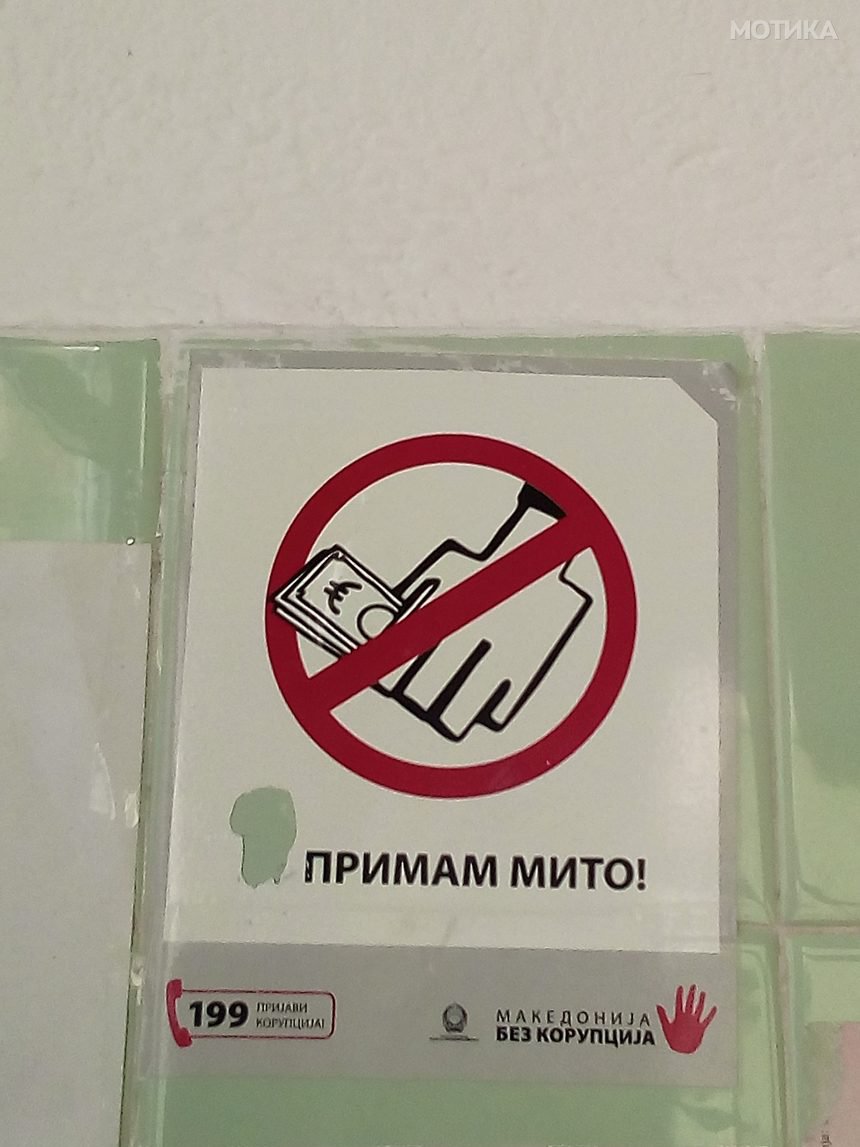 МОТИКА
€
ПРИМАМ МИТО!
199 ПРИЈАВИ
КОРУПЦИЈА!
МАКЕДОНИЈА
БЕЗ КОРУПЦИЈА